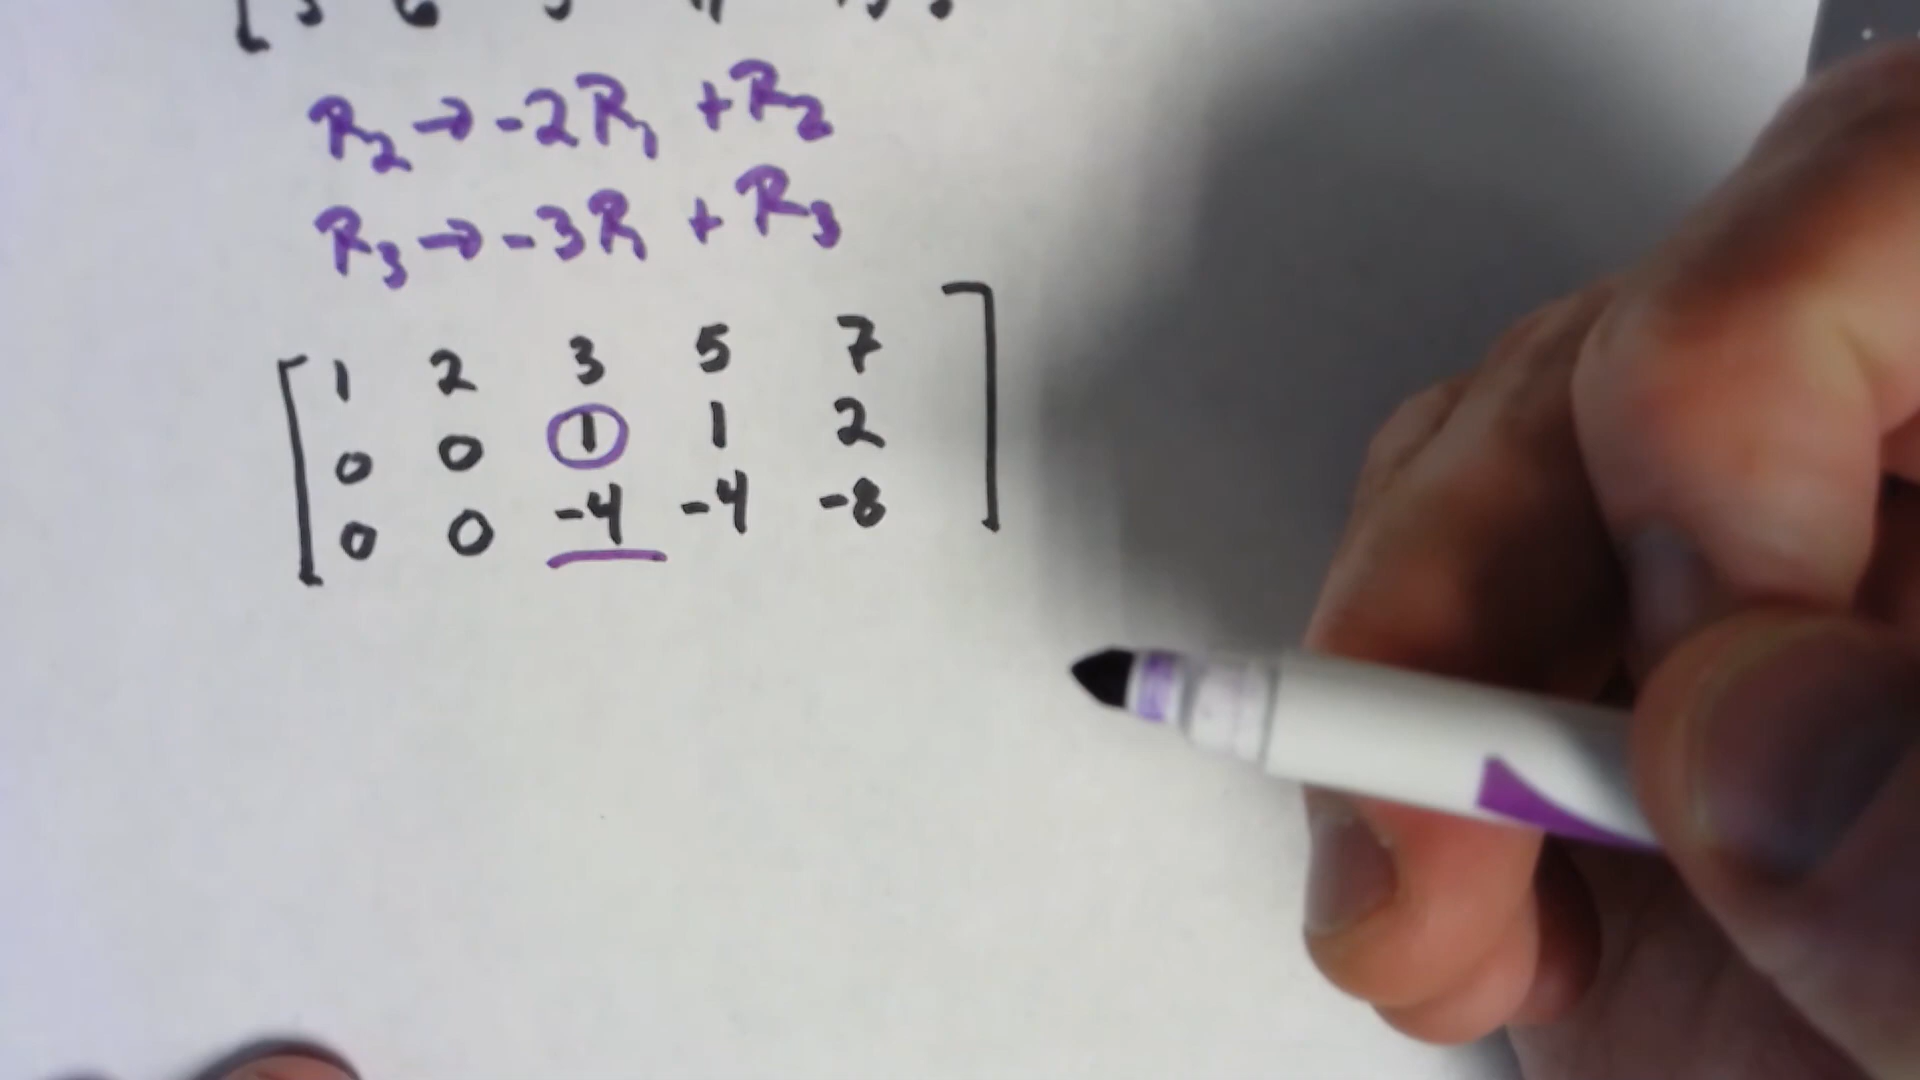 R2 → -2R1 + R2
R3 → -3R1 + R3
1 2 3 5 7
0 0 1 1 2
0 0 -4 -4 -8